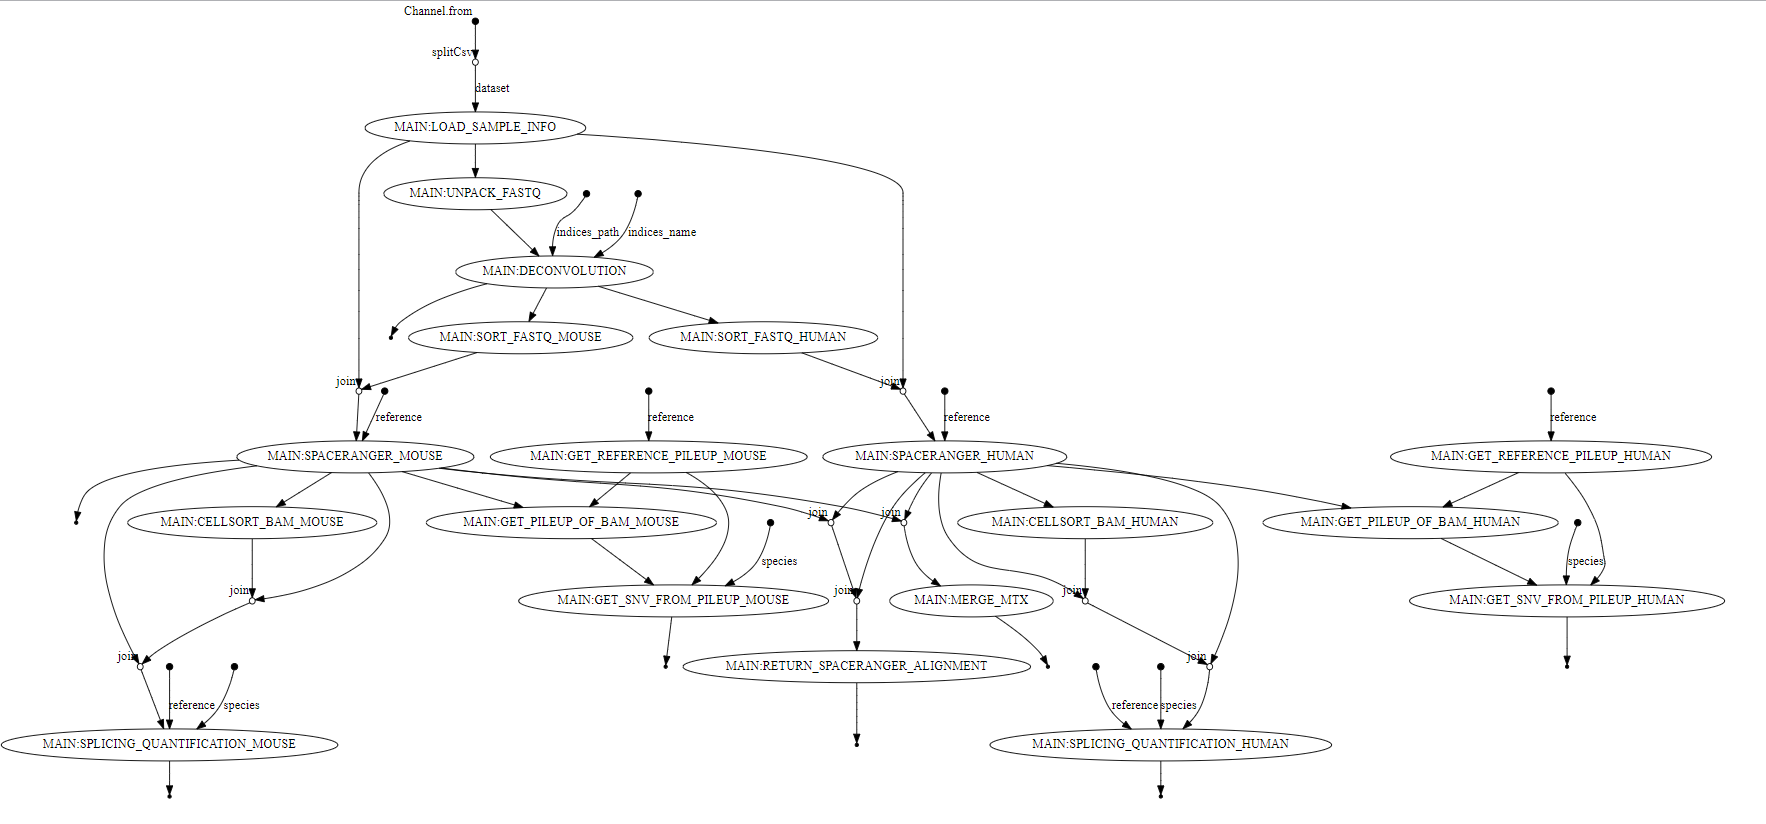 Channel.from
splitCsv
dataset
MAIN:LOAD_SAMPLE_INFO
MAIN:UNPACK_FASTQ
indices_path
indices_name
MAIN:DECONVOLUTION
MAIN:SORT_FASTQ_MOUSE
MAIN:SORT_FASTQ_HUMAN
join
join
reference
reference
reference
reference
MAIN:SPACERANGER_MOUSE
MAIN:GET_REFERENCE_PILEUP_MOUSE
MAIN:SPACERANGER_HUMAN
MAIN:GET_REFERENCE_PILEUP_HUMAN
join
join
MAIN:CELLSORT_BAM_MOUSE
MAIN:GET_PILEUP_OF_BAM_MOUSE
MAIN:CELLSORT_BAM_HUMAN
MAIN:GET_PILEUP_OF_BAM_HUMAN
species
species
join
join
join
MAIN:GET_SNV_FROM_PILEUP_MOUSE
MAIN:MERGE_MTX
MAIN:GET_SNV_FROM_PILEUP_HUMAN
join
join
MAIN:RETURN_SPACERANGER_ALIGNMENT
reference
species
reference
species
MAIN:SPLICING_QUANTIFICATION_MOUSE
MAIN:SPLICING_QUANTIFICATION_HUMAN